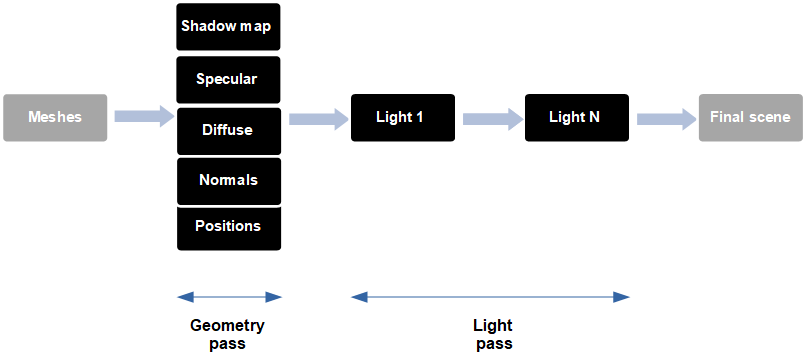 Shadow map
Specular
Meshes
Diffuse
Light 1
Light N
Final scene
Normals
Positions
Geometry
pass
Light
pass